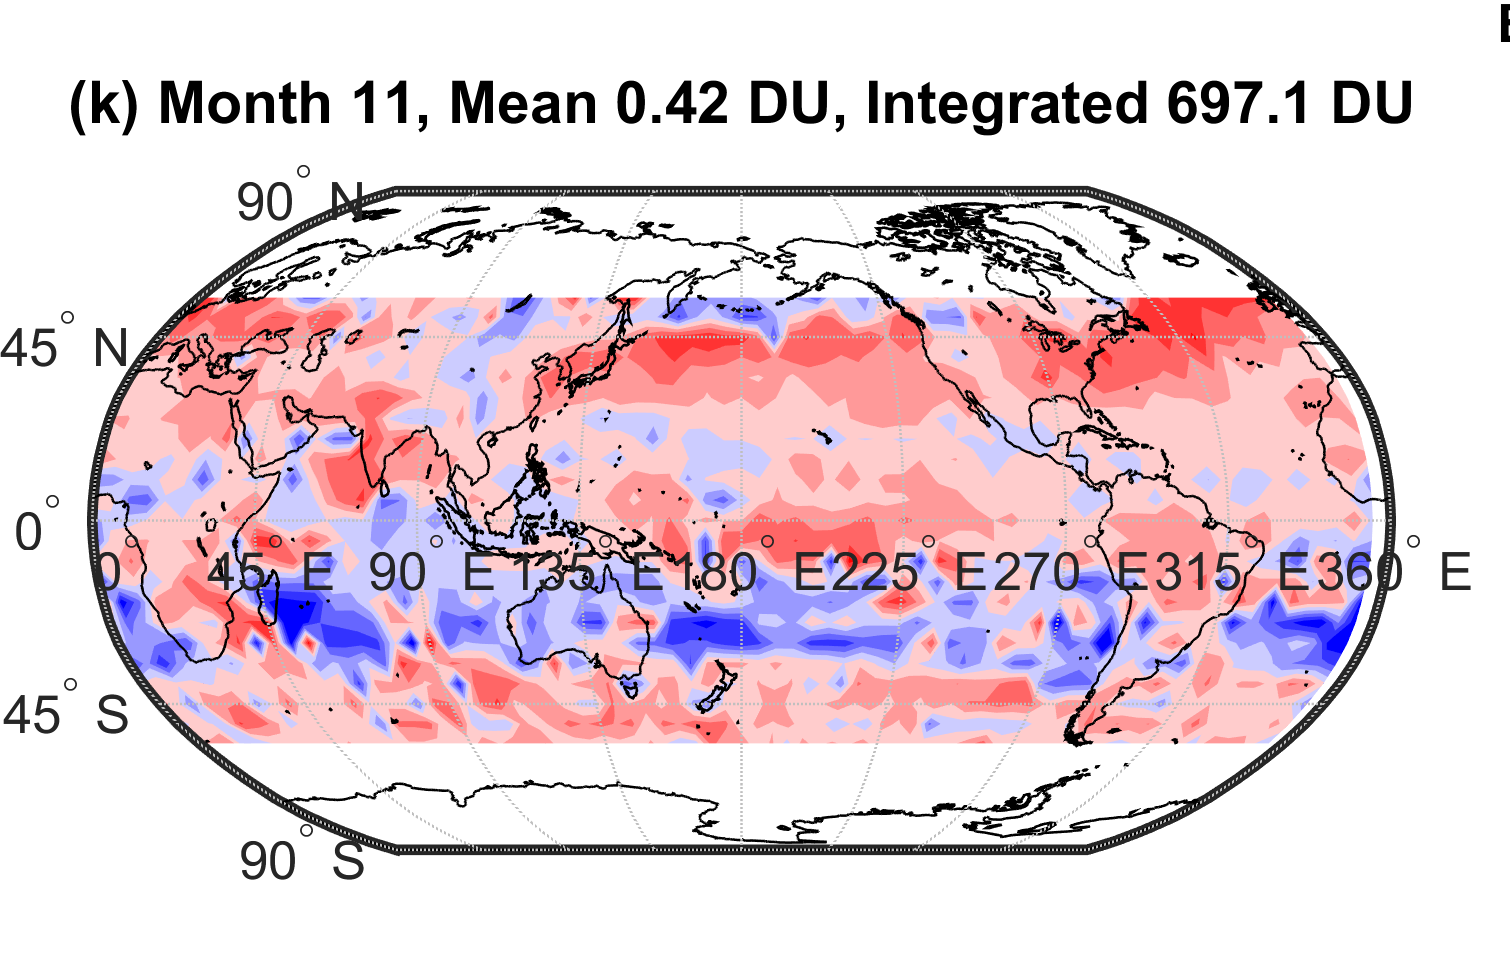 (k) Month 11, Mean 0.42 DU, Integrated 697.1 DU
90° N
45° N
0°
0° 45° E 90° E 135° E 180° E 225° E 270° E 315° E 360° E
45° S
90° S